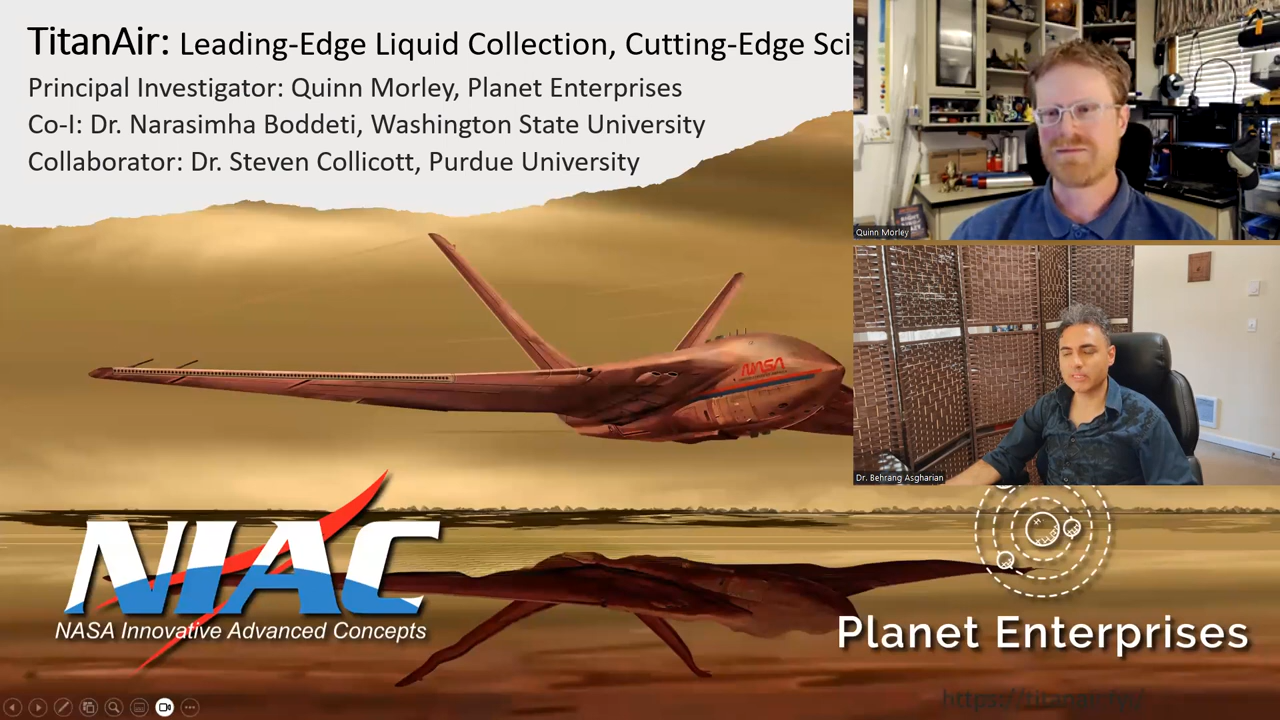 TitanAir: Leading-Edge Liquid Collection, Cutting-Edge Sci
Principal Investigator: Quinn Morley, Planet Enterprises
Co-I: Dr. Narasimha Boddeti, Washington State University
Collaborator: Dr. Steven Collicott, Purdue University
Quinn Morley
NASA
Dr. Behrang Asgharian
NIAC
NASA Innovative Advanced Concepts
Planet Enterprises